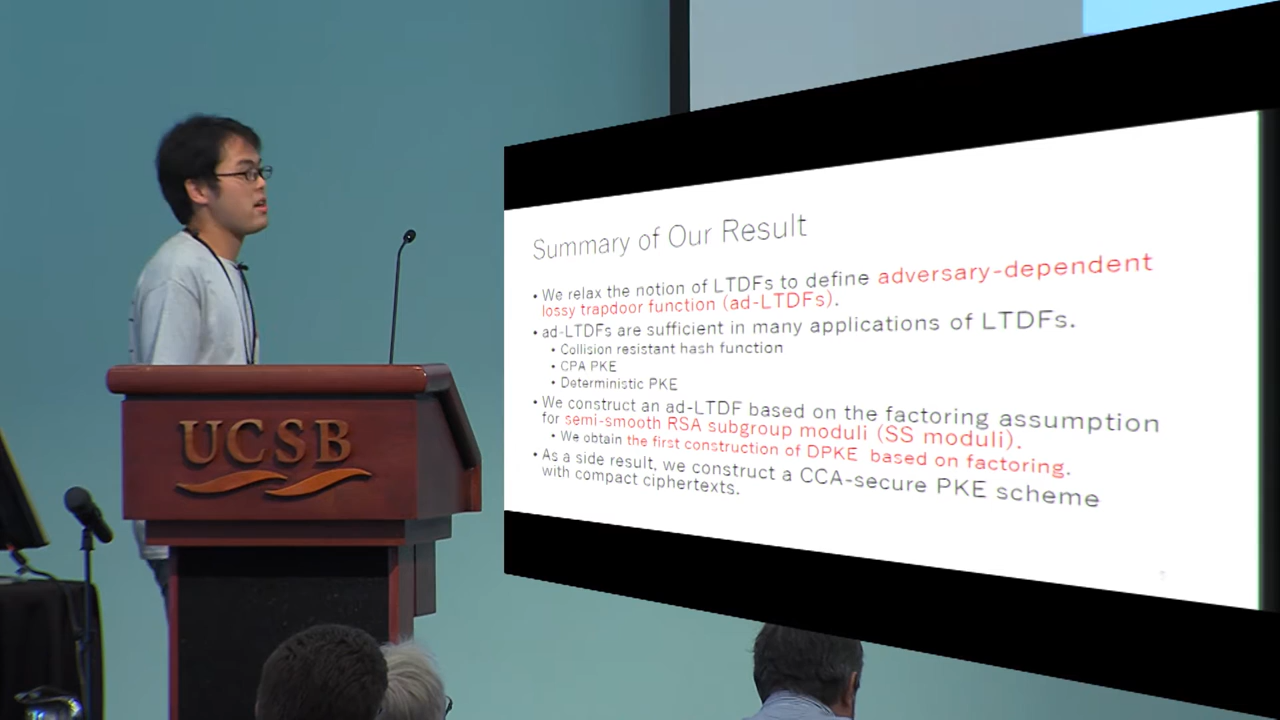 UCSB
Summary of Our Result
• We relax the notion of LTDFs to define adversary-dependent
lossy trapdoor function (ad-LTDFs).
• ad-LTDFs are sufficient in many applications of LTDFs.
• Collision resistant hash function
• CPA PKE
• Deterministic PKE
• We construct an ad-LTDF based on the factoring assumption
for semi-smooth RSA subgroup moduli (SS moduli).
• We obtain the first construction of DPKE based on factoring.
• As a side result, we construct a CCA-secure PKE scheme
with compact ciphertexts.